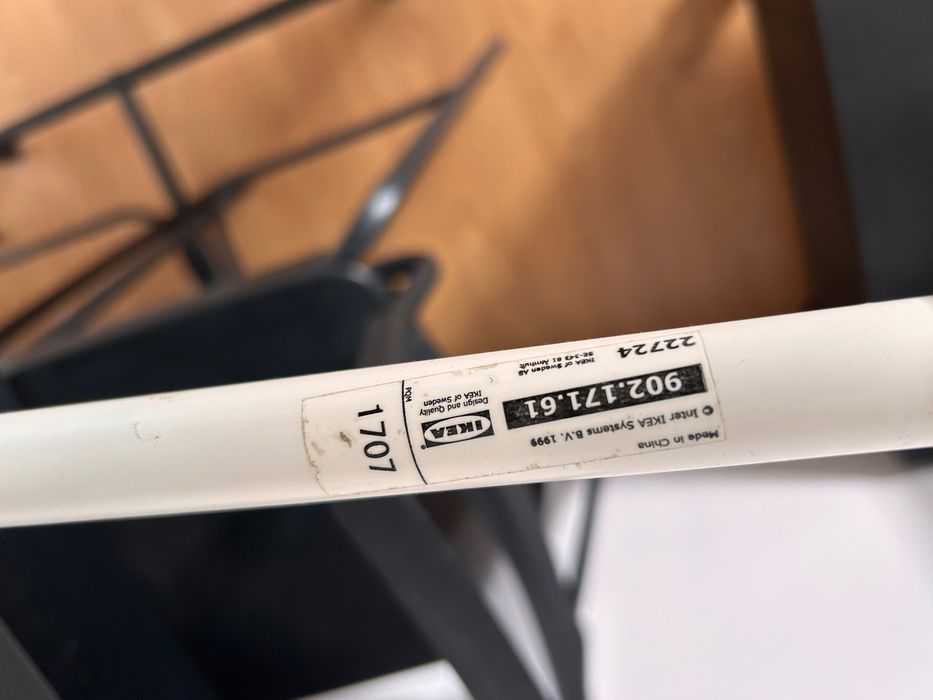 Made in China
© Inter IKEA Systems B.V. 1999
902.171.61
22724
IKEA of Sweden AB
SE-343 81 Älmhult
IKEA
®
Design and Quality
IKEA of Sweden
PQM
1707